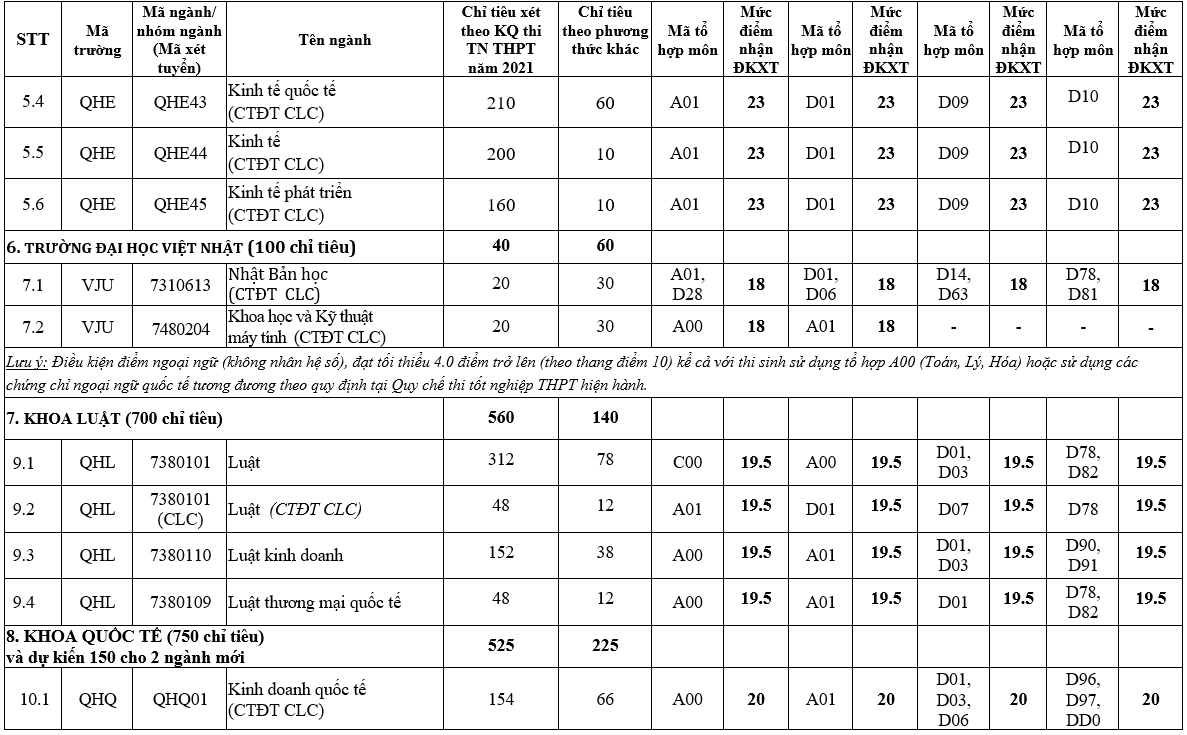 STT
Mã trường
Mã ngành/ nhóm ngành (Mã xét tuyển)
Tên ngành
Chỉ tiêu xét theo KQ thi TN THPT năm 2021
Chỉ tiêu theo phương thức khác
Mã tổ hợp môn
Mức điểm nhận ĐKXT
Mã tổ hợp môn
Mức điểm nhận ĐKXT
Mã tổ hợp môn
Mức điểm nhận ĐKXT
Mã tổ hợp môn
Mức điểm nhận ĐKXT
5.4 QHE QHE43 Kinh tế quốc tế (CTĐT CLC) 210 60 A01 23 D01 23 D09 23 D10 23
5.5 QHE QHE44 Kinh tế (CTĐT CLC) 200 10 A01 23 D01 23 D09 23 D10 23
5.6 QHE QHE45 Kinh tế phát triển (CTĐT CLC) 160 10 A01 23 D01 23 D09 23 D10 23
6. TRƯỜNG ĐẠI HỌC VIỆT NHẬT (100 chỉ tiêu) 40 60
7.1 VJU 7310613 Nhật Bản học (CTĐT CLC) 20 30 A01, D28 18 D01, D06 18 D14, D63 18 D78, D81 18
7.2 VJU 7480204 Khoa học và Kỹ thuật máy tính (CTĐT CLC) 20 30 A00 18 A01 18 - - - -
Lưu ý: Điều kiện điểm ngoại ngữ (không nhân hệ số), đạt tối thiểu 4.0 điểm trở lên (theo thang điểm 10) kể cả với thi sinh sử dụng tổ hợp A00 (Toán, Lý, Hóa) hoặc sử dụng các
chứng chỉ ngoại ngữ quốc tế tương đương theo quy định tại Quy chế thi tốt nghiệp THPT hiện hành.
7. KHOA LUẬT (700 chỉ tiêu) 560 140
9.1 QHL 7380101 Luật 312 78 C00 19.5 A00 19.5 D01, D03 19.5 D78, D82 19.5
9.2 QHL 7380101 (CLC) Luật (CTĐT CLC) 48 12 A01 19.5 D01 19.5 D07 19.5 D78 19.5
9.3 QHL 7380110 Luật kinh doanh 152 38 A00 19.5 A01 19.5 D01, D03 19.5 D90, D91 19.5
9.4 QHL 7380109 Luật thương mại quốc tế 48 12 A00 19.5 A01 19.5 D01 19.5 D78, D82 19.5
8. KHOA QUỐC TẾ (750 chỉ tiêu)
và dự kiến 150 cho 2 ngành mới 525 225
10.1 QHQ QHQ01 Kinh doanh quốc tế (CTĐT CLC) 154 66 A00 20 A01 20 D01, D03, D06 20 D96, D97, DD0 20